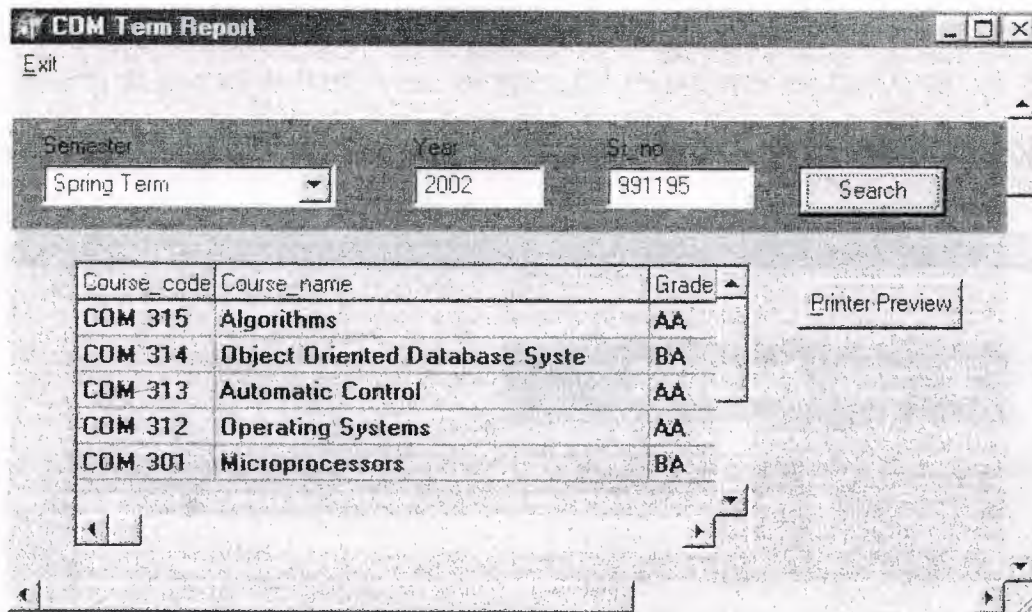 COM Term Report
Exit
Semester Year St_no
Spring Term 2002 991195 Search
Course_code Course_name Grade
COM 315 Algorithms AA
COM 314 Object Oriented Database Syste BA
COM 313 Automatic Control AA
COM 312 Operating Systems AA
COM 301 Microprocessors BA
Printer Preview